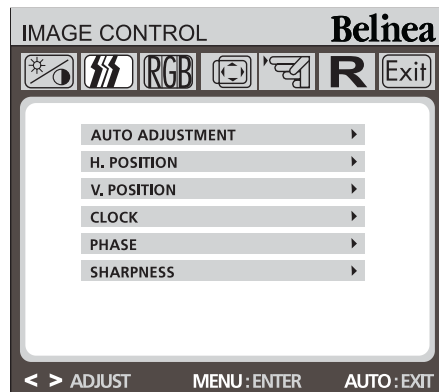 IMAGE CONTROL Belinea
RGB R Exit
AUTO ADJUSTMENT
H. POSITION
V. POSITION
CLOCK
PHASE
SHARPNESS
< > ADJUST MENU : ENTER AUTO : EXIT